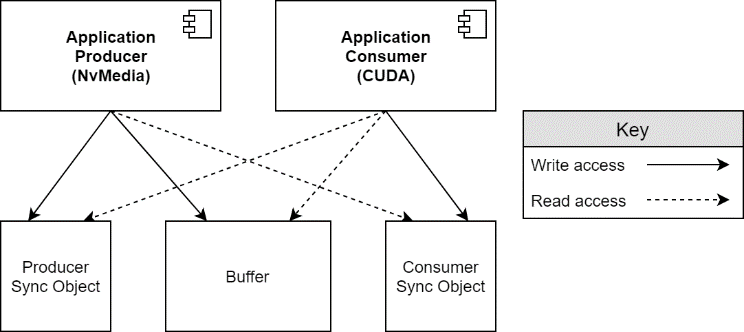 Application
Producer
(NvMedia)
Application
Consumer
(CUDA)
Key
Write access
Read access
Producer
Sync Object
Buffer
Consumer
Sync Object